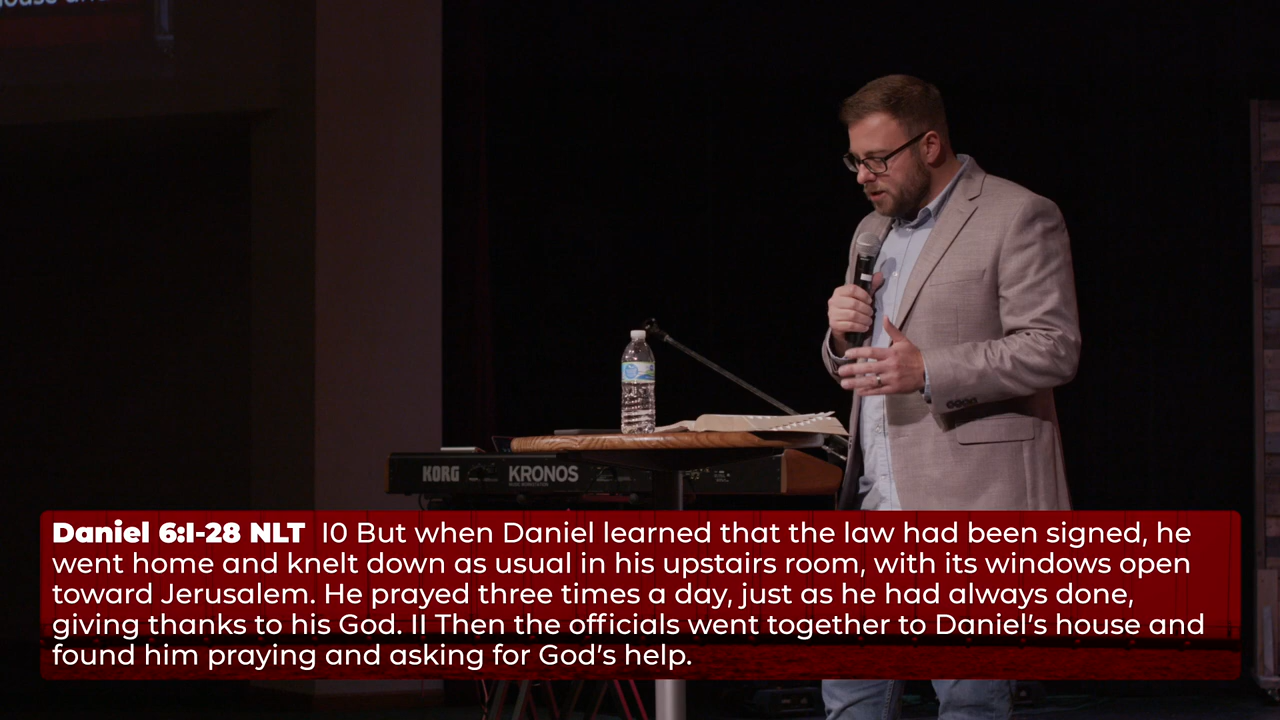 KORG KRONOS
Daniel 6:1-28 NLT 10 But when Daniel learned that the law had been signed, he
went home and knelt down as usual in his upstairs room, with its windows open
toward Jerusalem. He prayed three times a day, just as he had always done,
giving thanks to his God. 11 Then the officials went together to Daniel’s house and
found him praying and asking for God’s help.